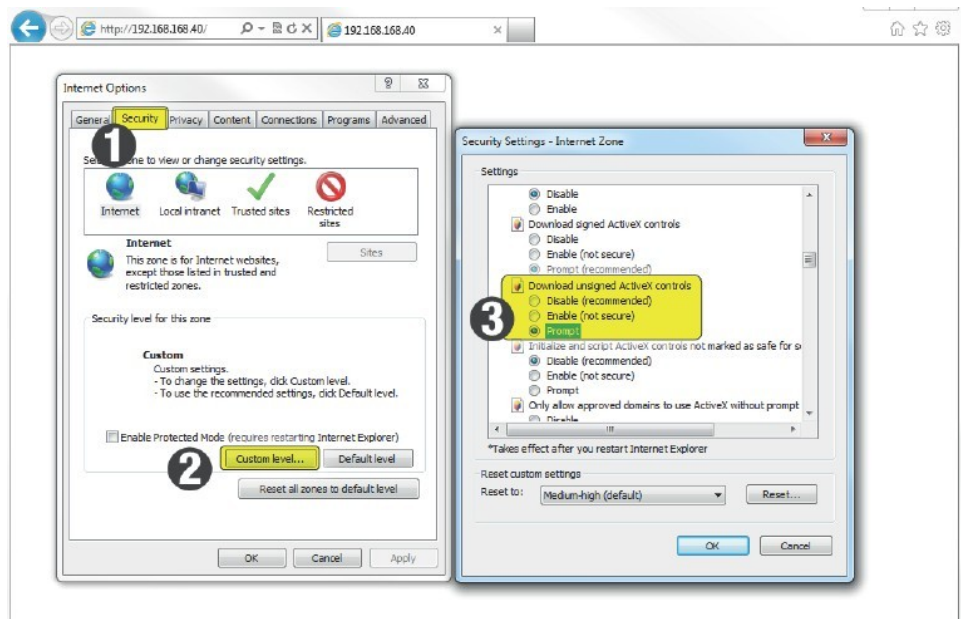 http://192.168.168.40/
192.168.168.40
Internet Options
General Security Privacy Content Connections Programs Advanced
1
zone to view or change security settings.
Internet Local intranet Trusted sites Restricted sites
Internet
This zone is for Internet websites,
except those listed in trusted and
restricted zones.
Sites
Security level for this zone
Custom
Custom settings.
- To change the settings, click Custom level.
- To use the recommended settings, click Default level.
Enable Protected Mode (requires restarting Internet Explorer)
2
Custom level... Default level
Reset all zones to default level
OK Cancel Apply
Security Settings - Internet Zone
Settings
Disable
Enable
Download signed ActiveX controls
Disable
Enable (not secure)
Prompt (recommended)
3
Download unsigned ActiveX controls
Disable (recommended)
Enable (not secure)
Prompt
Initialize and script ActiveX controls not marked as safe for s
Disable (recommended)
Enable (not secure)
Prompt
Only allow approved domains to use ActiveX without prompt
Disable
*Takes effect after you restart Internet Explorer
Reset custom settings
Reset to: Medium-high (default) Reset...
OK Cancel